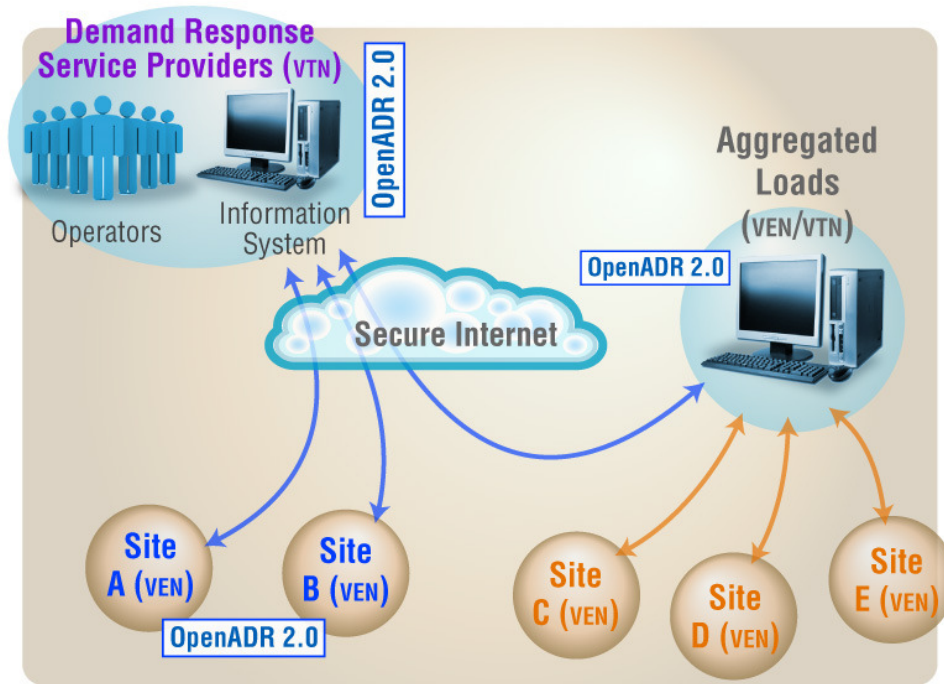 Demand Response
Service Providers (VTN)
OpenADR 2.0
Operators
Information
System
Aggregated
Loads
(VEN/VTN)
OpenADR 2.0
Secure Internet
Site
A (VEN)
Site
B (VEN)
OpenADR 2.0
Site
C (VEN)
Site
D (VEN)
Site
E (VEN)